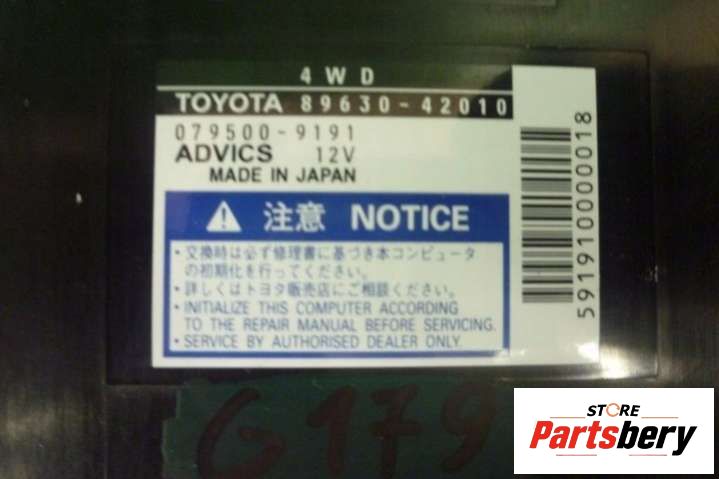 4WD
TOYOTA 89630-42010
079500-9191
ADVICS 12V
MADE IN JAPAN
注意 NOTICE
・交換時は必ず修理書に基づき本コンピュータ
の初期化を行ってください。
・詳しくはトヨタ販売店にご相談ください。
・INITIALIZE THIS COMPUTER ACCORDING
TO THE REPAIR MANUAL BEFORE SERVICING.
・SERVICE BY AUTHORISED DEALER ONLY.
591910000018
G179
STORE
Partsbery